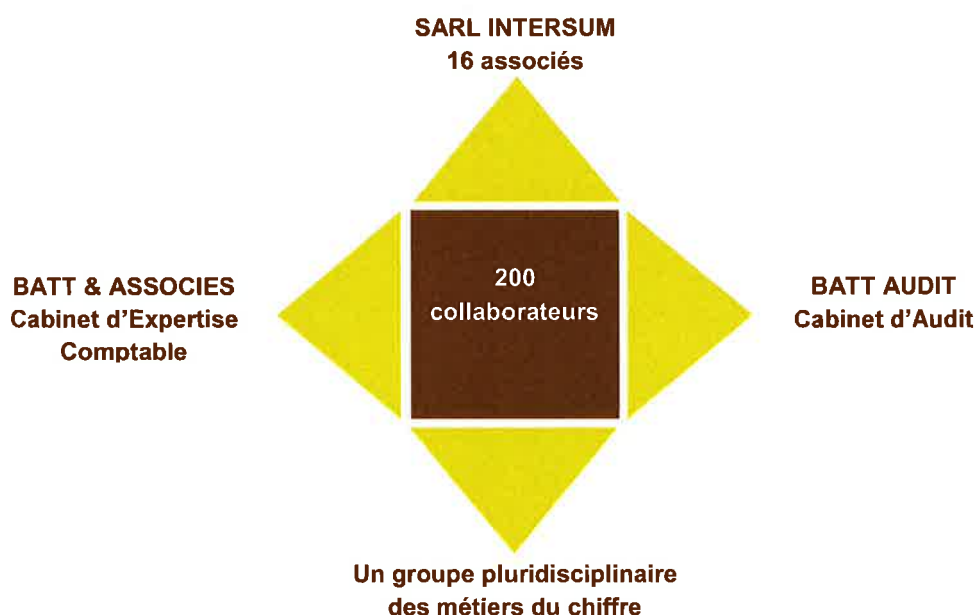 SARL INTERSUM
16 associés
BATT & ASSOCIES
Cabinet d'Expertise
Comptable
200
collaborateurs
BATT AUDIT
Cabinet d'Audit
Un groupe pluridisciplinaire
des métiers du chiffre